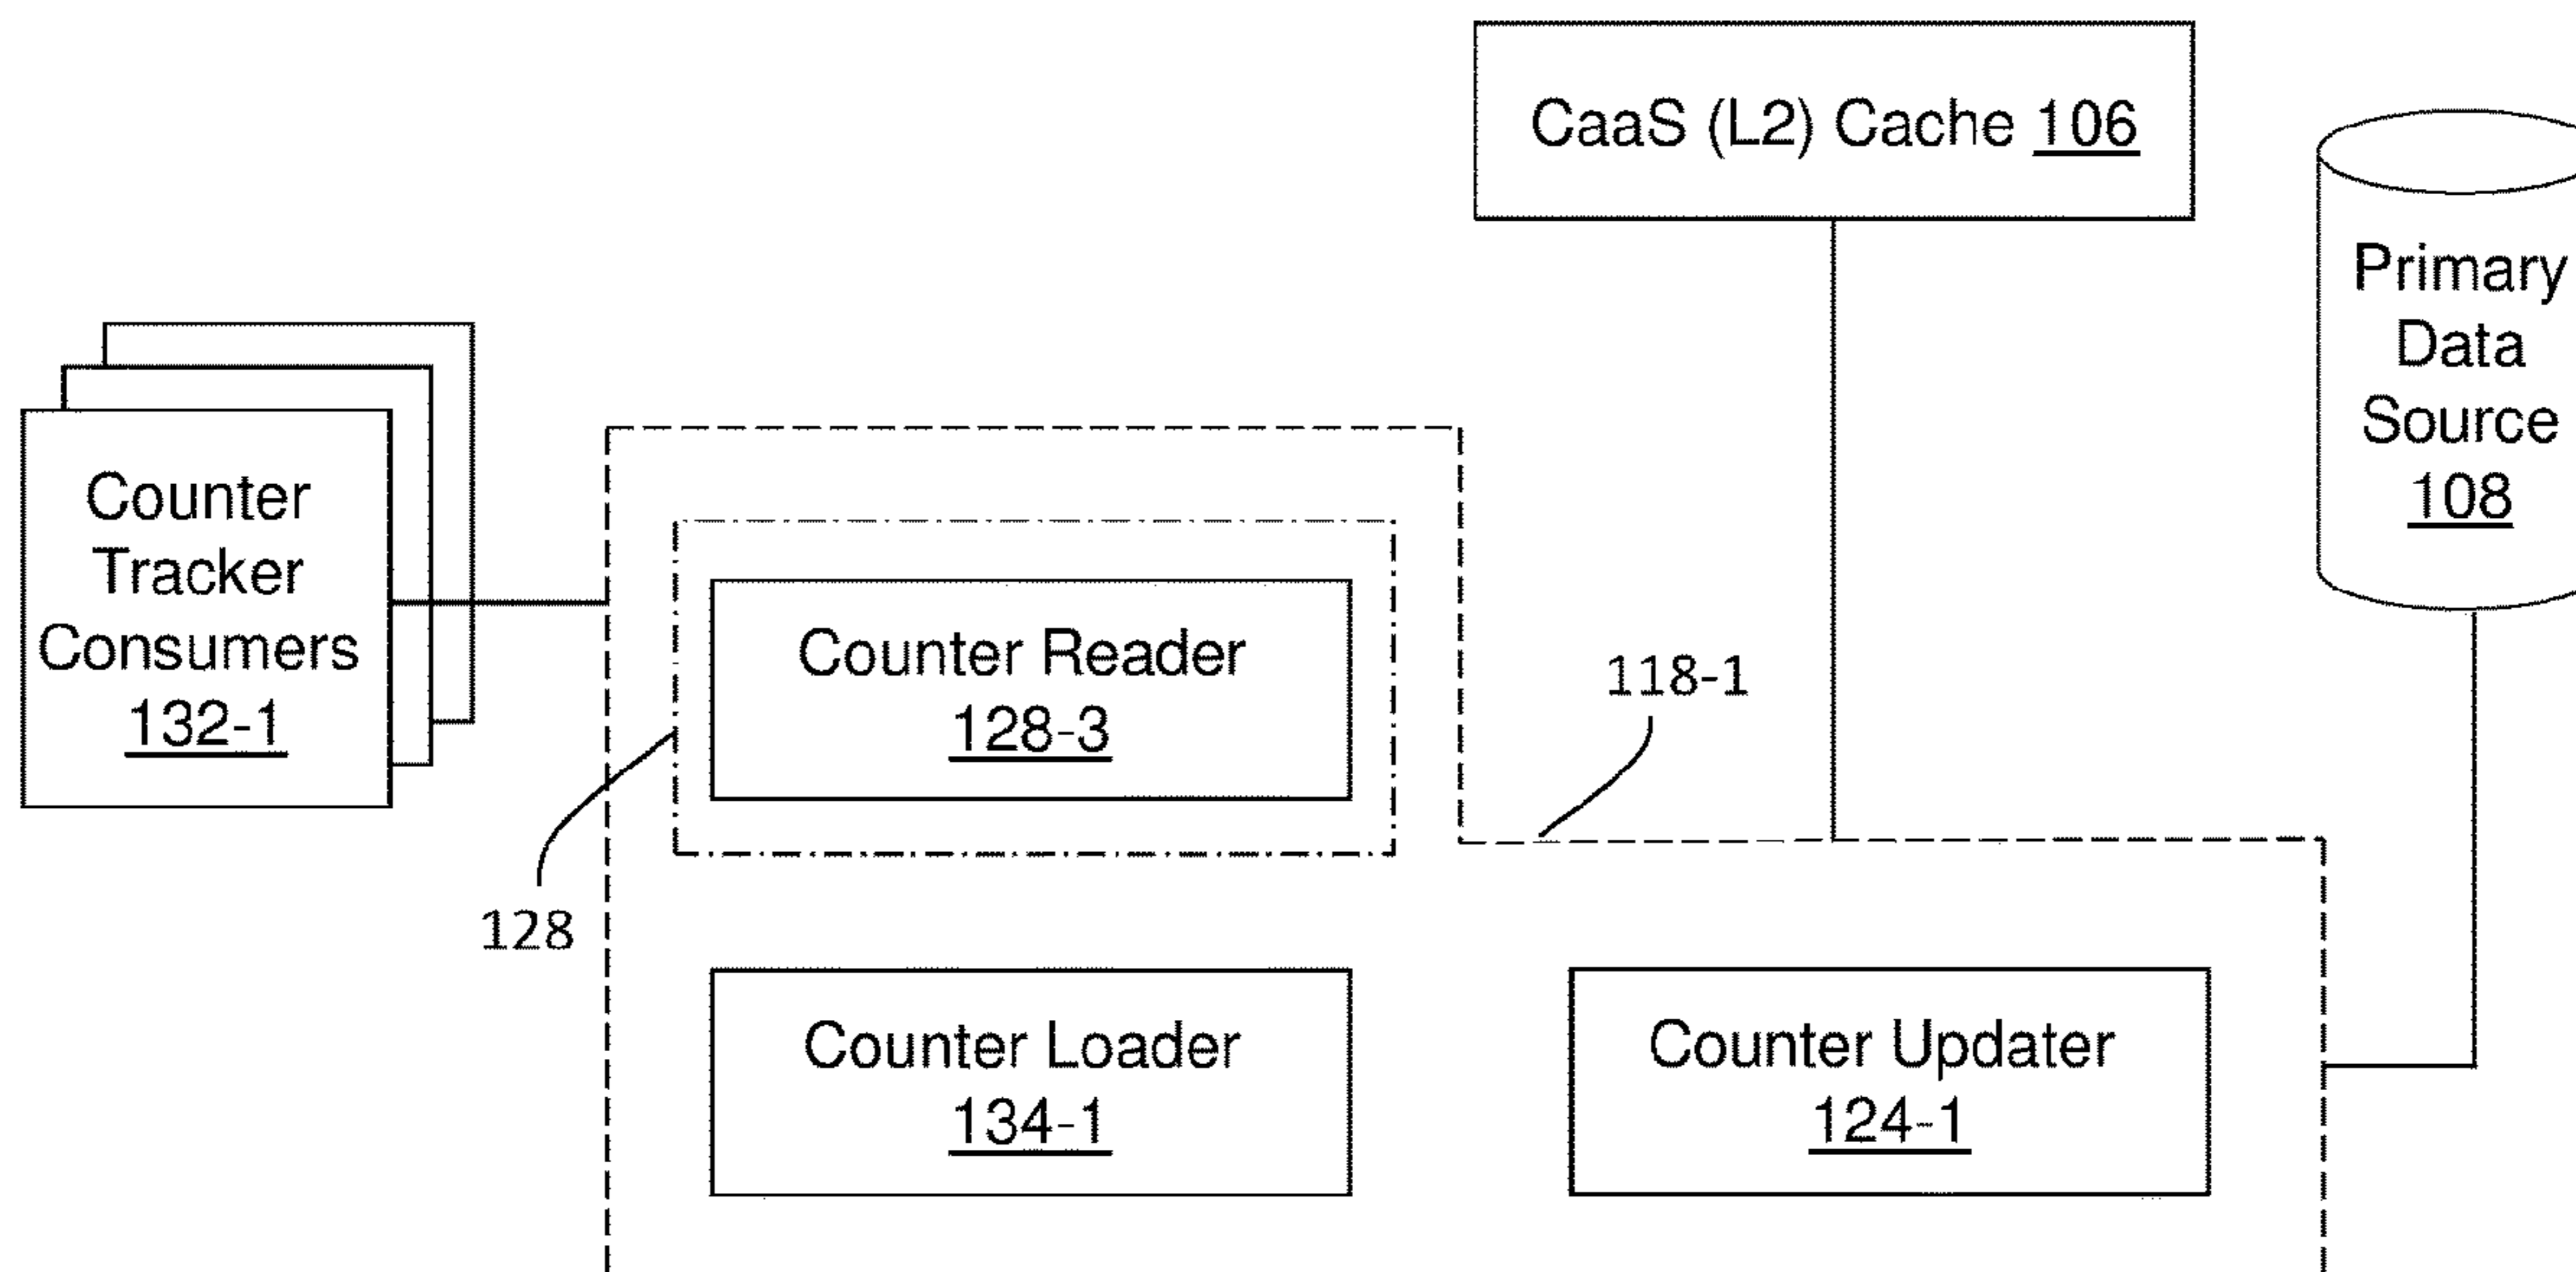 CaaS (L2) Cache 106
Primary
Data
Source
108
Counter
Tracker
Consumers
132-1
Counter Reader
128-3
118-1
128
Counter Loader
134-1
Counter Updater
124-1